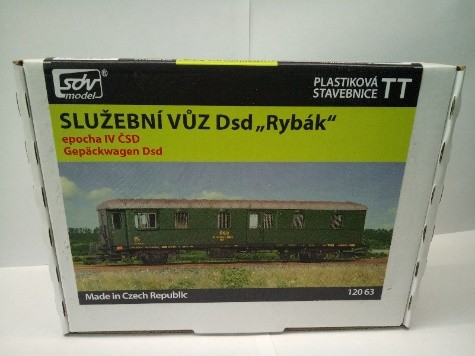 sdv®
model
PLASTIKOVÁ
STAVEBNICE TT
SLUŽEBNÍ VŮZ Dsd „Rybák“
epocha IV ČSD
Gepäckwagen Dsd
ČSD
Made in Czech Republic
120 63